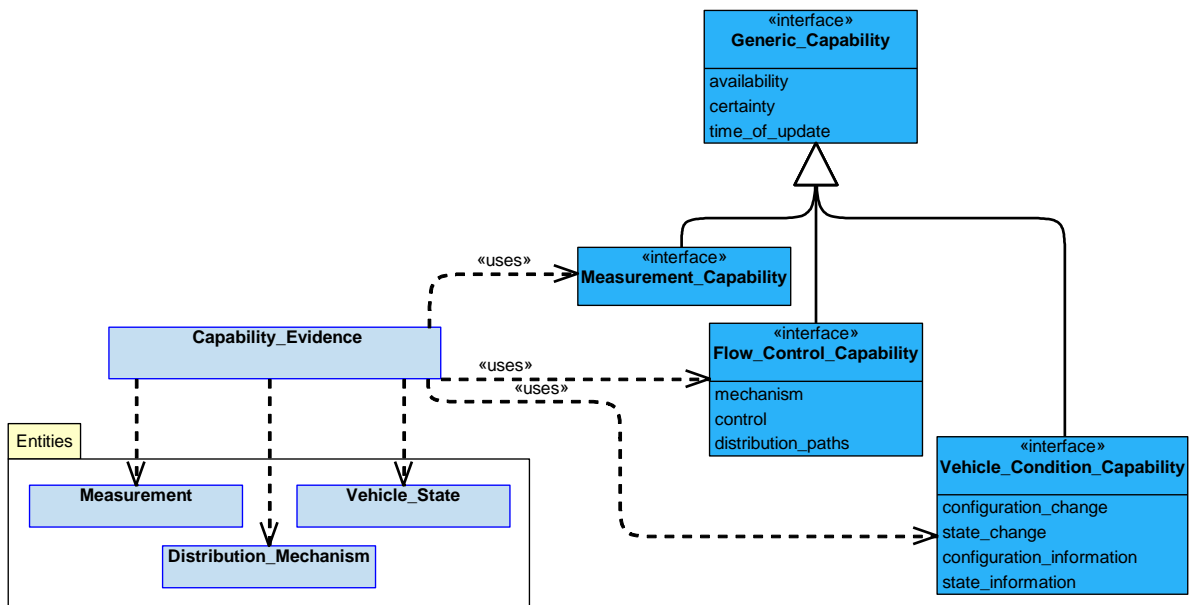 «interface»
Generic_Capability
availability
certainty
time_of_update
«interface»
Measurement_Capability
«uses»
Capability_Evidence
«uses»
«uses»
«interface»
Flow_Control_Capability
mechanism
control
distribution_paths
Entities
Measurement
Vehicle_State
Distribution_Mechanism
«interface»
Vehicle_Condition_Capability
configuration_change
state_change
configuration_information
state_information